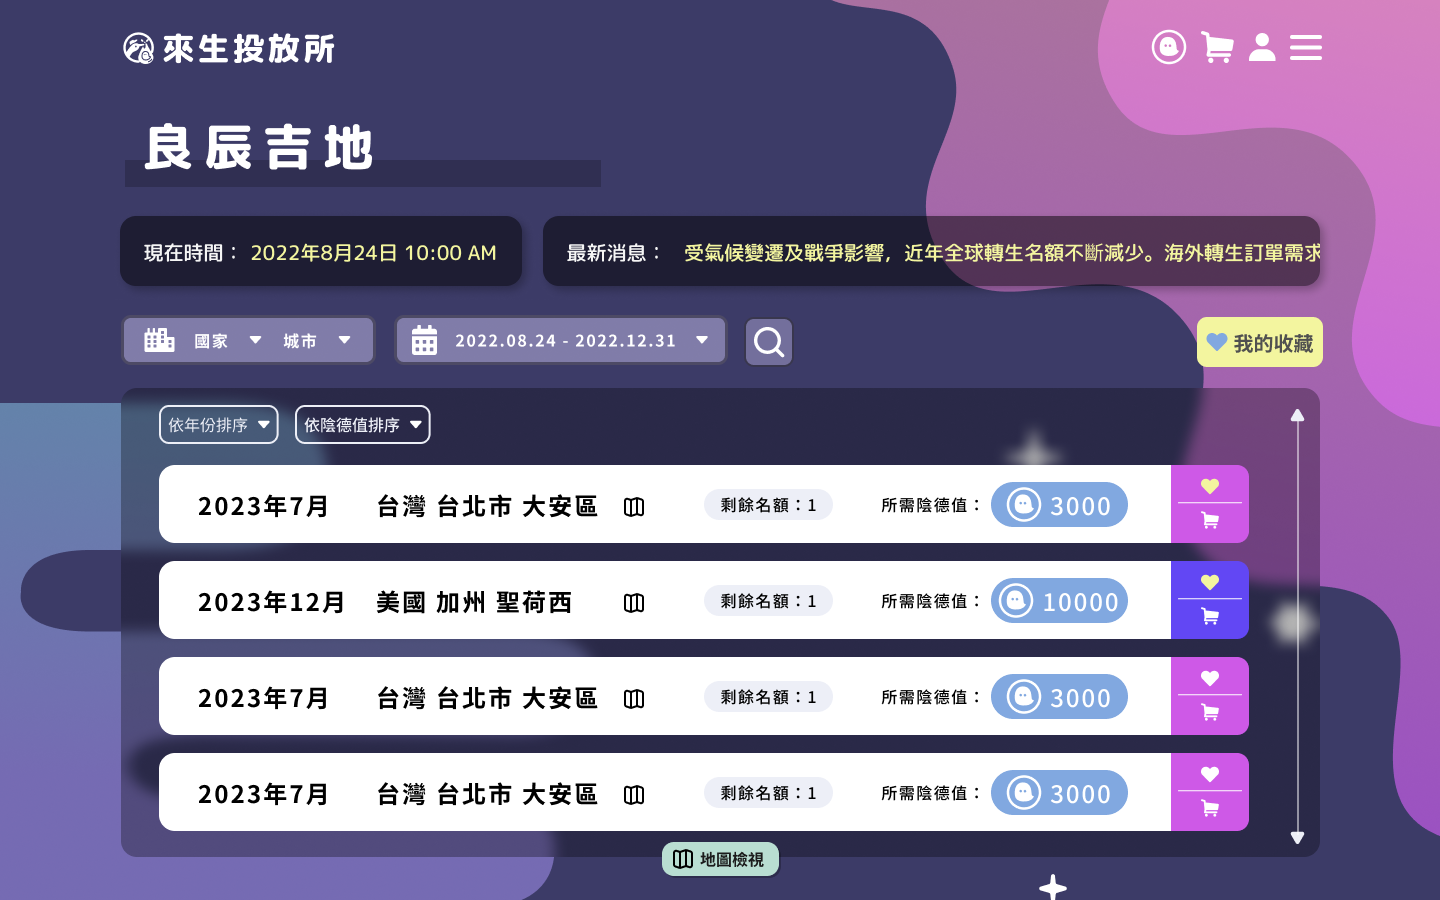 來生投放所
良辰吉地
現在時間： 2022年8月24日 10:00 AM
最新消息： 受氣候變遷及戰爭影響，近年全球轉生名額不斷減少。海外轉生訂單需求
國家 城市 2022.08.24 - 2022.12.31 我的收藏
依年份排序 依陰德值排序
2023年7月 台灣 台北市 大安區 剩餘名額：1 所需陰德值： 3000
2023年12月 美國 加州 聖荷西 剩餘名額：1 所需陰德值： 10000
2023年7月 台灣 台北市 大安區 剩餘名額：1 所需陰德值： 3000
2023年7月 台灣 台北市 大安區 剩餘名額：1 所需陰德值： 3000
地圖檢視